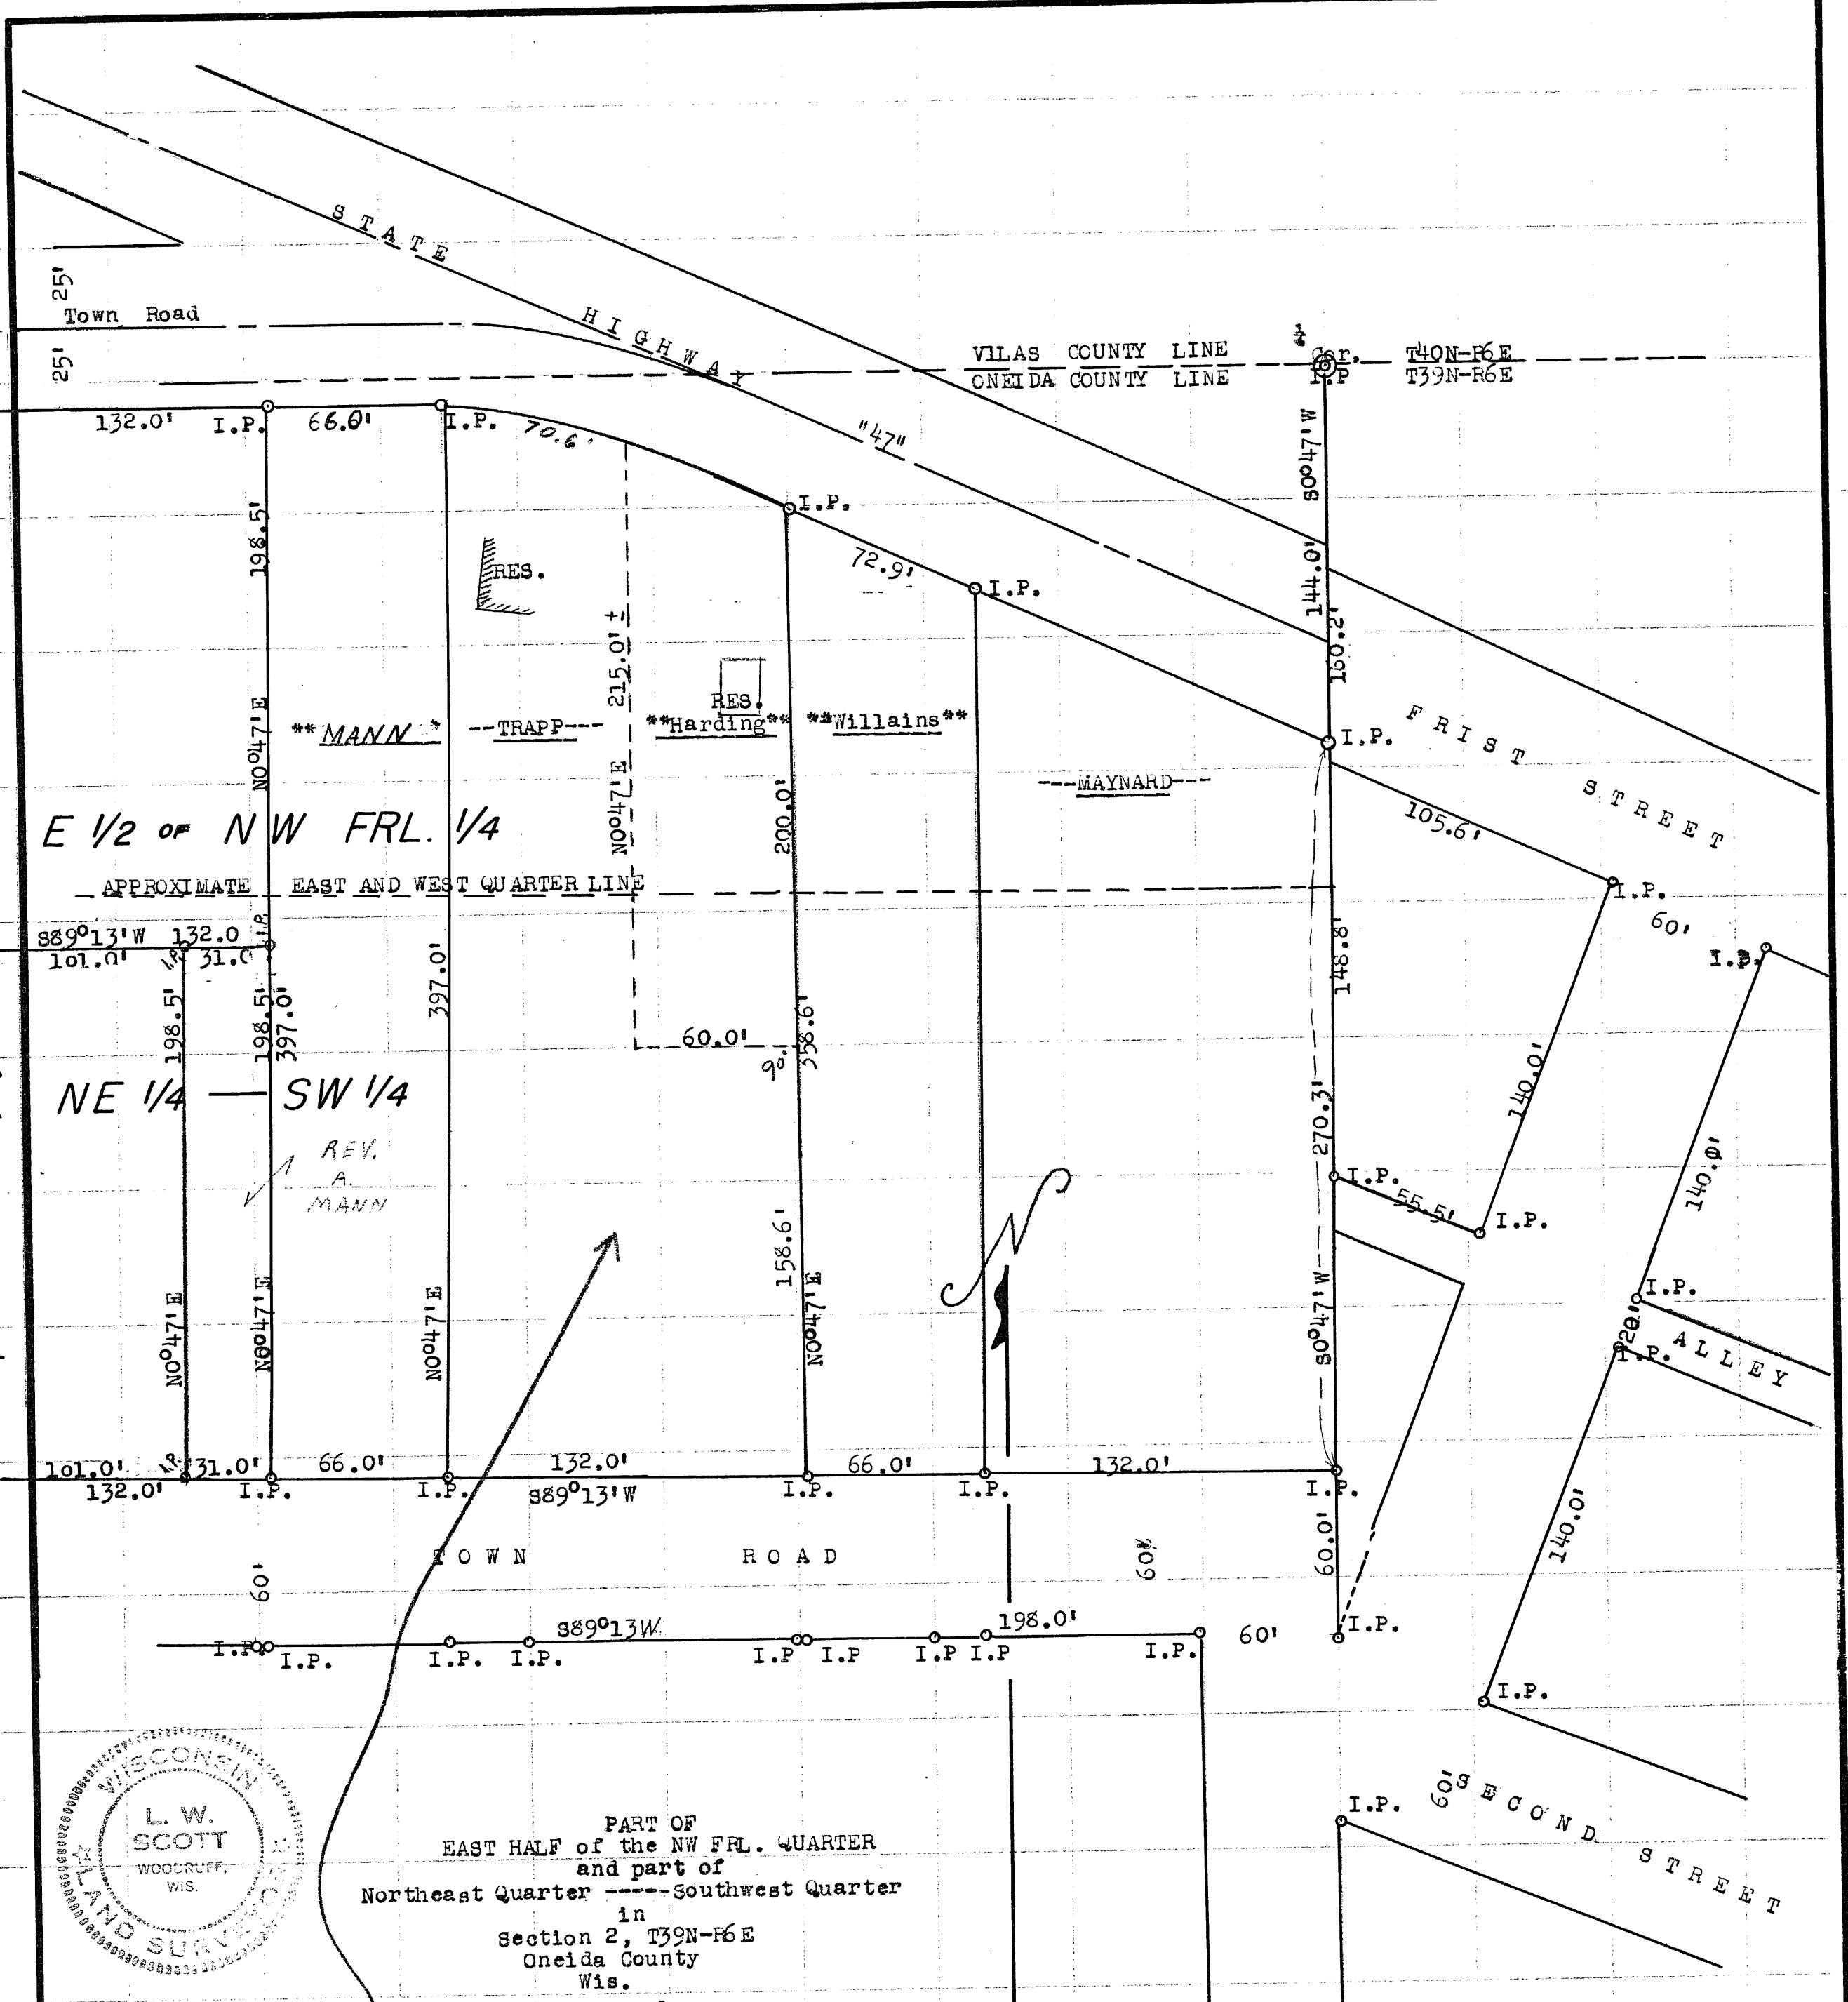 STATE HIGHWAY "47"
25'
Town Road
25'
VILAS COUNTY LINE
ONEIDA COUNTY LINE
1/4
Cor.
I.P
T40N-R6E
T39N-R6E
132.0' I.P. 66.0' I.P. 70.6'
S0°47'W
144.0'
160.2'
I.P.
72.9'
I.P.
198.5'
RES.
215.0' ±
N0°47'E
RES.
**MANN* --TRAPP--- **Harding** **Willains**
N0°47'E
200.0'
I.P.
---MAYNARD---
FRIST STREET
105.6'
E 1/2 OF NW FRL. 1/4
APPROXIMATE EAST AND WEST QUARTER LINE
I.P.
60'
I.P.
S89°13'W 132.0
I.P.
101.0' I.P. 31.0
397.0'
148.8'
198.5'
198.5'
397.0'
60.0'
90.
358.6'
140.0'
NE 1/4 — SW 1/4
270.3'
REV.
A.
MANN
N
I.P.
55.5'
I.P.
140.0'
158.6'
N0°47'E
N0°47'E
N0°47'E
N0°47'E
S0°47'W
I.P.
20'
I.P.
ALLEY
101.0' I.P. 31.0' 66.0' 132.0' 66.0' 132.0'
132.0' I.P. I.P. S89°13'W I.P. I.P. I.P.
140.0'
TOWN ROAD
60'
60'
60.0'
S89°13W 198.0'
60'
I.P.
I.P. I.P. I.P. I.P. I.P I.P I.P I.P I.P.
I.P.
I.P.
60'
SECOND STREET
WISCONSIN
L. W.
SCOTT
WOODRUFF,
WIS.
LAND SURVEYOR
PART OF
EAST HALF of the NW FRL. QUARTER
and part of
Northeast Quarter -----Southwest Quarter
in
Section 2, T39N-R6E
Oneida County
Wis.